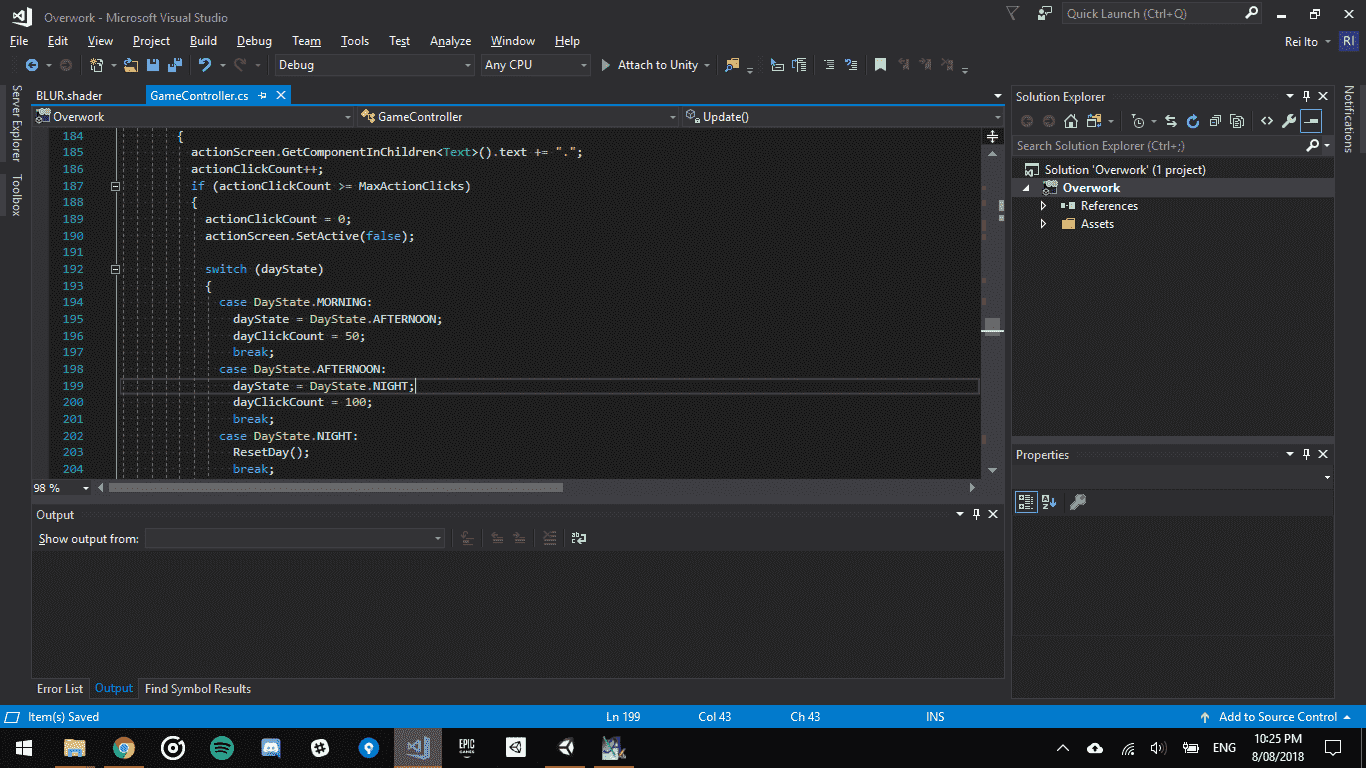 Overwork - Microsoft Visual Studio
Quick Launch (Ctrl+Q)
File Edit View Project Build Debug Team Tools Test Analyze Window Help
Rei Ito RI
Debug Any CPU Attach to Unity
Server Explorer
Toolbox
BLUR.shader GameController.cs
Overwork GameController Update()
184 {
185 actionScreen.GetComponentInChildren<Text>().text += ".";
186 actionClickCount++;
187 if (actionClickCount >= MaxActionClicks)
188 {
189 actionClickCount = 0;
190 actionScreen.SetActive(false);
191
192 switch (dayState)
193 {
194 case DayState.MORNING:
195 dayState = DayState.AFTERNOON;
196 dayClickCount = 50;
197 break;
198 case DayState.AFTERNOON:
199 dayState = DayState.NIGHT;
200 dayClickCount = 100;
201 break;
202 case DayState.NIGHT:
203 ResetDay();
204 break;
98 %
Output
Show output from:
Error List Output Find Symbol Results
Solution Explorer
Search Solution Explorer (Ctrl+;)
Solution 'Overwork' (1 project)
Overwork
References
Assets
Properties
Notifications
Item(s) Saved Ln 199 Col 43 Ch 43 INS Add to Source Control
EPIC
GAMES
ENG
10:25 PM
8/08/2018